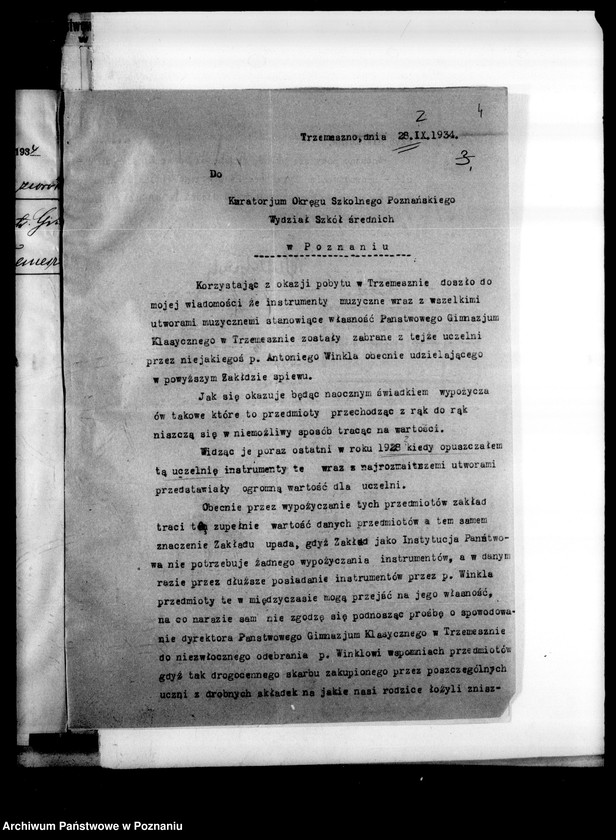 2 4
Trzemeszno,dnia 28.IX.1934.
3.
Do
Kuratorjum Okręgu Szkolnego Poznańskiego
Wydział Szkół średnich
w Poznaniu
Korzystając z okazji pobytu w Trzemesznie doszło do
mojej wiadomości że instrumenty muzyczne wraz z wszelkimi
utworami muzycznemi stanowiące własność Państwowego Gimnazjum
Klasycznego w Trzemesznie zostały zabrane z tejże uczelni
przez niejakiegoś p. Antoniego Winkla obecnie udzielającego
w powyższym Zakłdzie spiewu.
Jak się okazuje będąc naocznym świadkiem wypożycza
ów takowe które to przedmioty przechodząc z rąk do rąk
niszczą się w niemożliwy sposób tracąc na wartości.
Widząc je poraz ostatni w roku 1928 kiedy opuszczałem
tą uczelnię instrumenty te wraz z najrozmaitszemi utworami
przedstawiały ogromną wartość dla uczelni.
Obecnie przez wypożyczanie tych przedmiotów zakład
traci zupełnie wartość danych przedmiotów a tem samem
znaczenie Zakładu upada, gdyż Zakład jako Instytucja Państwo-
wa nie potrzebuje żadnego wypożyczania instrumentów, a w danym
razie przez dłuższe posiadanie instrumentów przez p. Winkla
przedmioty te w międzyczasie mogą przejść na jego własność,
na co narazie sam nie zgodzę się podnosząc prośbę o spowodowa-
nie dyrektora Państwowego Gimnazjum Klasycznego w Trzemesznie
do niezwłocznego odebrania p. Winklowi wspomniach przedmiotów
gdyż tak drogocennego skarbu zakupionego przez poszczególnych
uczni z drobnych składek na jakie nasi rodzice łożyli znisz-
1934
Archiwum Państwowe w Poznaniu